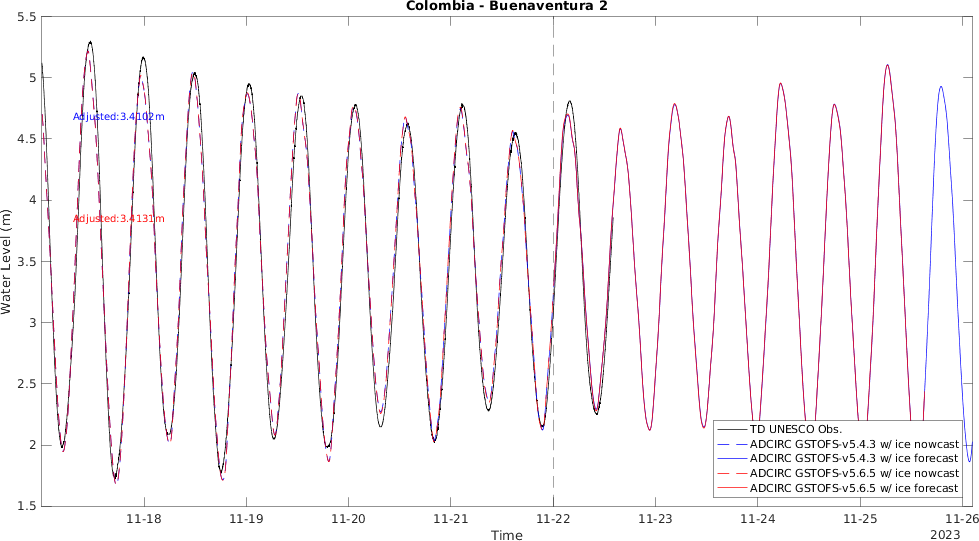 Colombia - Buenaventura 2
5.5
5
4.5
4
3.5
3
2.5
2
1.5
Water Level (m)
Adjusted:3.4102m
Adjusted:3.4131m
TD UNESCO Obs.
ADCIRC GSTOFS-v5.4.3 w/ ice nowcast
ADCIRC GSTOFS-v5.4.3 w/ ice forecast
ADCIRC GSTOFS-v5.6.5 w/ ice nowcast
ADCIRC GSTOFS-v5.6.5 w/ ice forecast
11-18 11-19 11-20 11-21 11-22 11-23 11-24 11-25 11-26
Time
2023